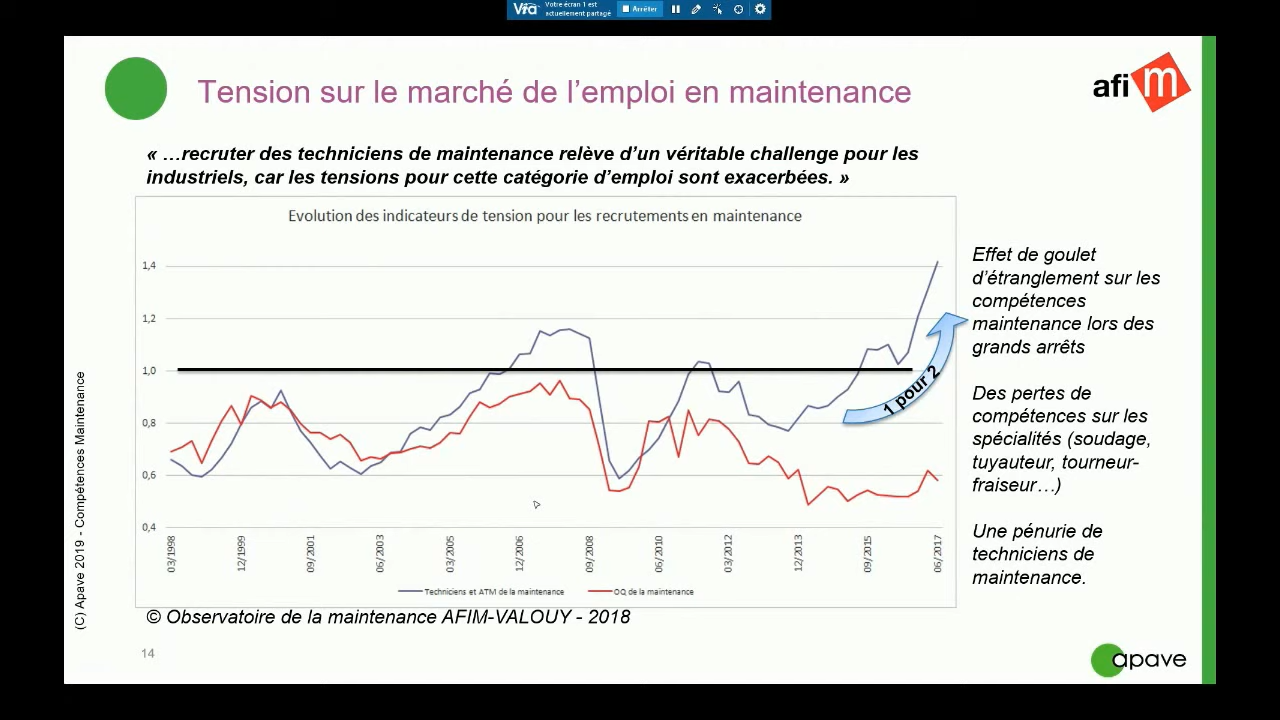 Vra
Votre écran 1 est
actuellement partagé
Arrêter
Tension sur le marché de l’emploi en maintenance
afim
« …recruter des techniciens de maintenance relève d’un véritable challenge pour les
industriels, car les tensions pour cette catégorie d’emploi sont exacerbées. »
Evolution des indicateurs de tension pour les recrutements en maintenance
1,4
1,2
1,0
0,8
0,6
0,4
03/1998
12/1999
09/2001
06/2003
03/2005
12/2006
09/2008
06/2010
03/2012
12/2013
09/2015
06/2017
Techniciens et ATM de la maintenance
OQ de la maintenance
1 pour 2
Effet de goulet
d’étranglement sur les
compétences
maintenance lors des
grands arrêts
Des pertes de
compétences sur les
spécialités (soudage,
tuyauteur, tourneur-
fraiseur…)
Une pénurie de
techniciens de
maintenance.
© Observatoire de la maintenance AFIM-VALOUY - 2018
(C) Apave 2019 - Compétences Maintenance
14
apave